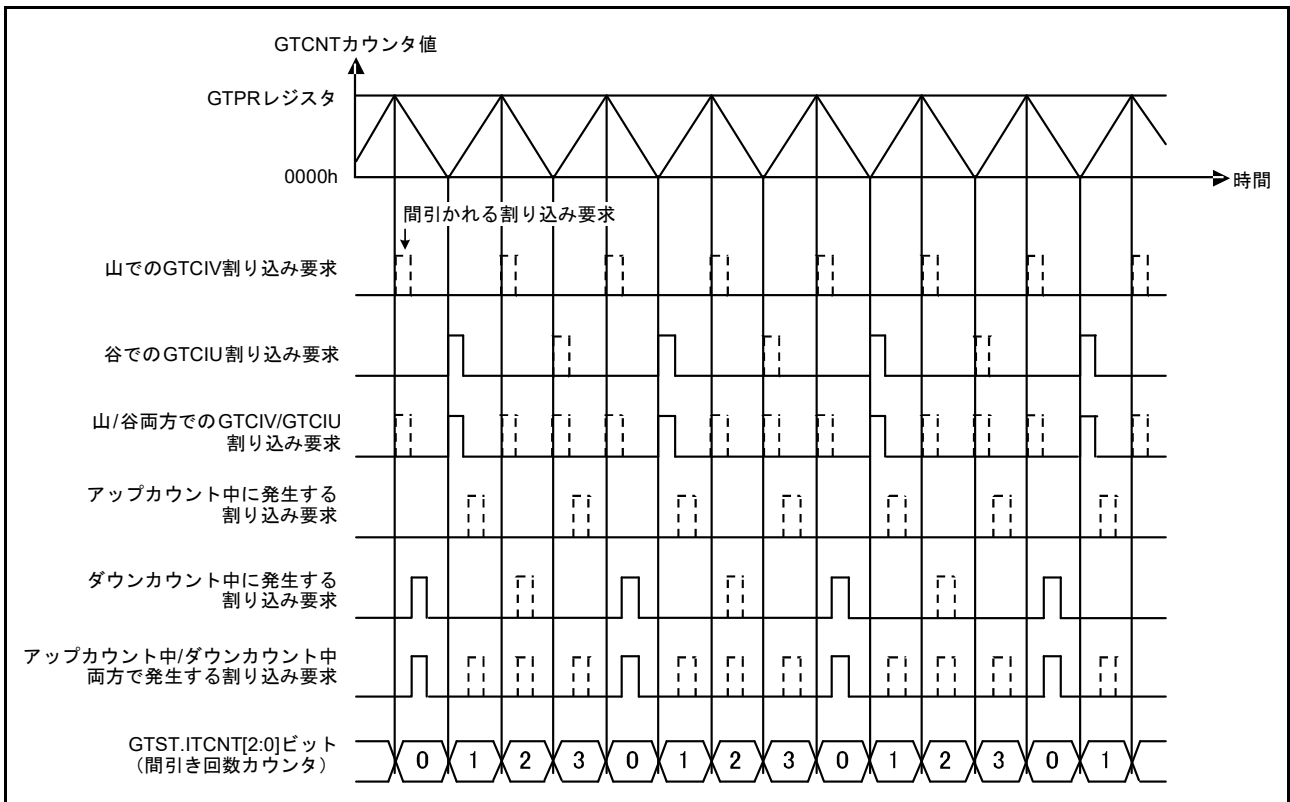 GTCNTカウンタ値
GTPRレジスタ
0000h
時間
間引かれる割り込み要求
山でのGTCIV割り込み要求
谷でのGTCIU割り込み要求
山/谷両方でのGTCIV/GTCIU
割り込み要求
アップカウント中に発生する
割り込み要求
ダウンカウント中に発生する
割り込み要求
アップカウント中/ダウンカウント中
両方で発生する割り込み要求
GTST.ITCNT[2:0]ビット
（間引き回数カウンタ）
0 1 2 3 0 1 2 3 0 1 2 3 0 1